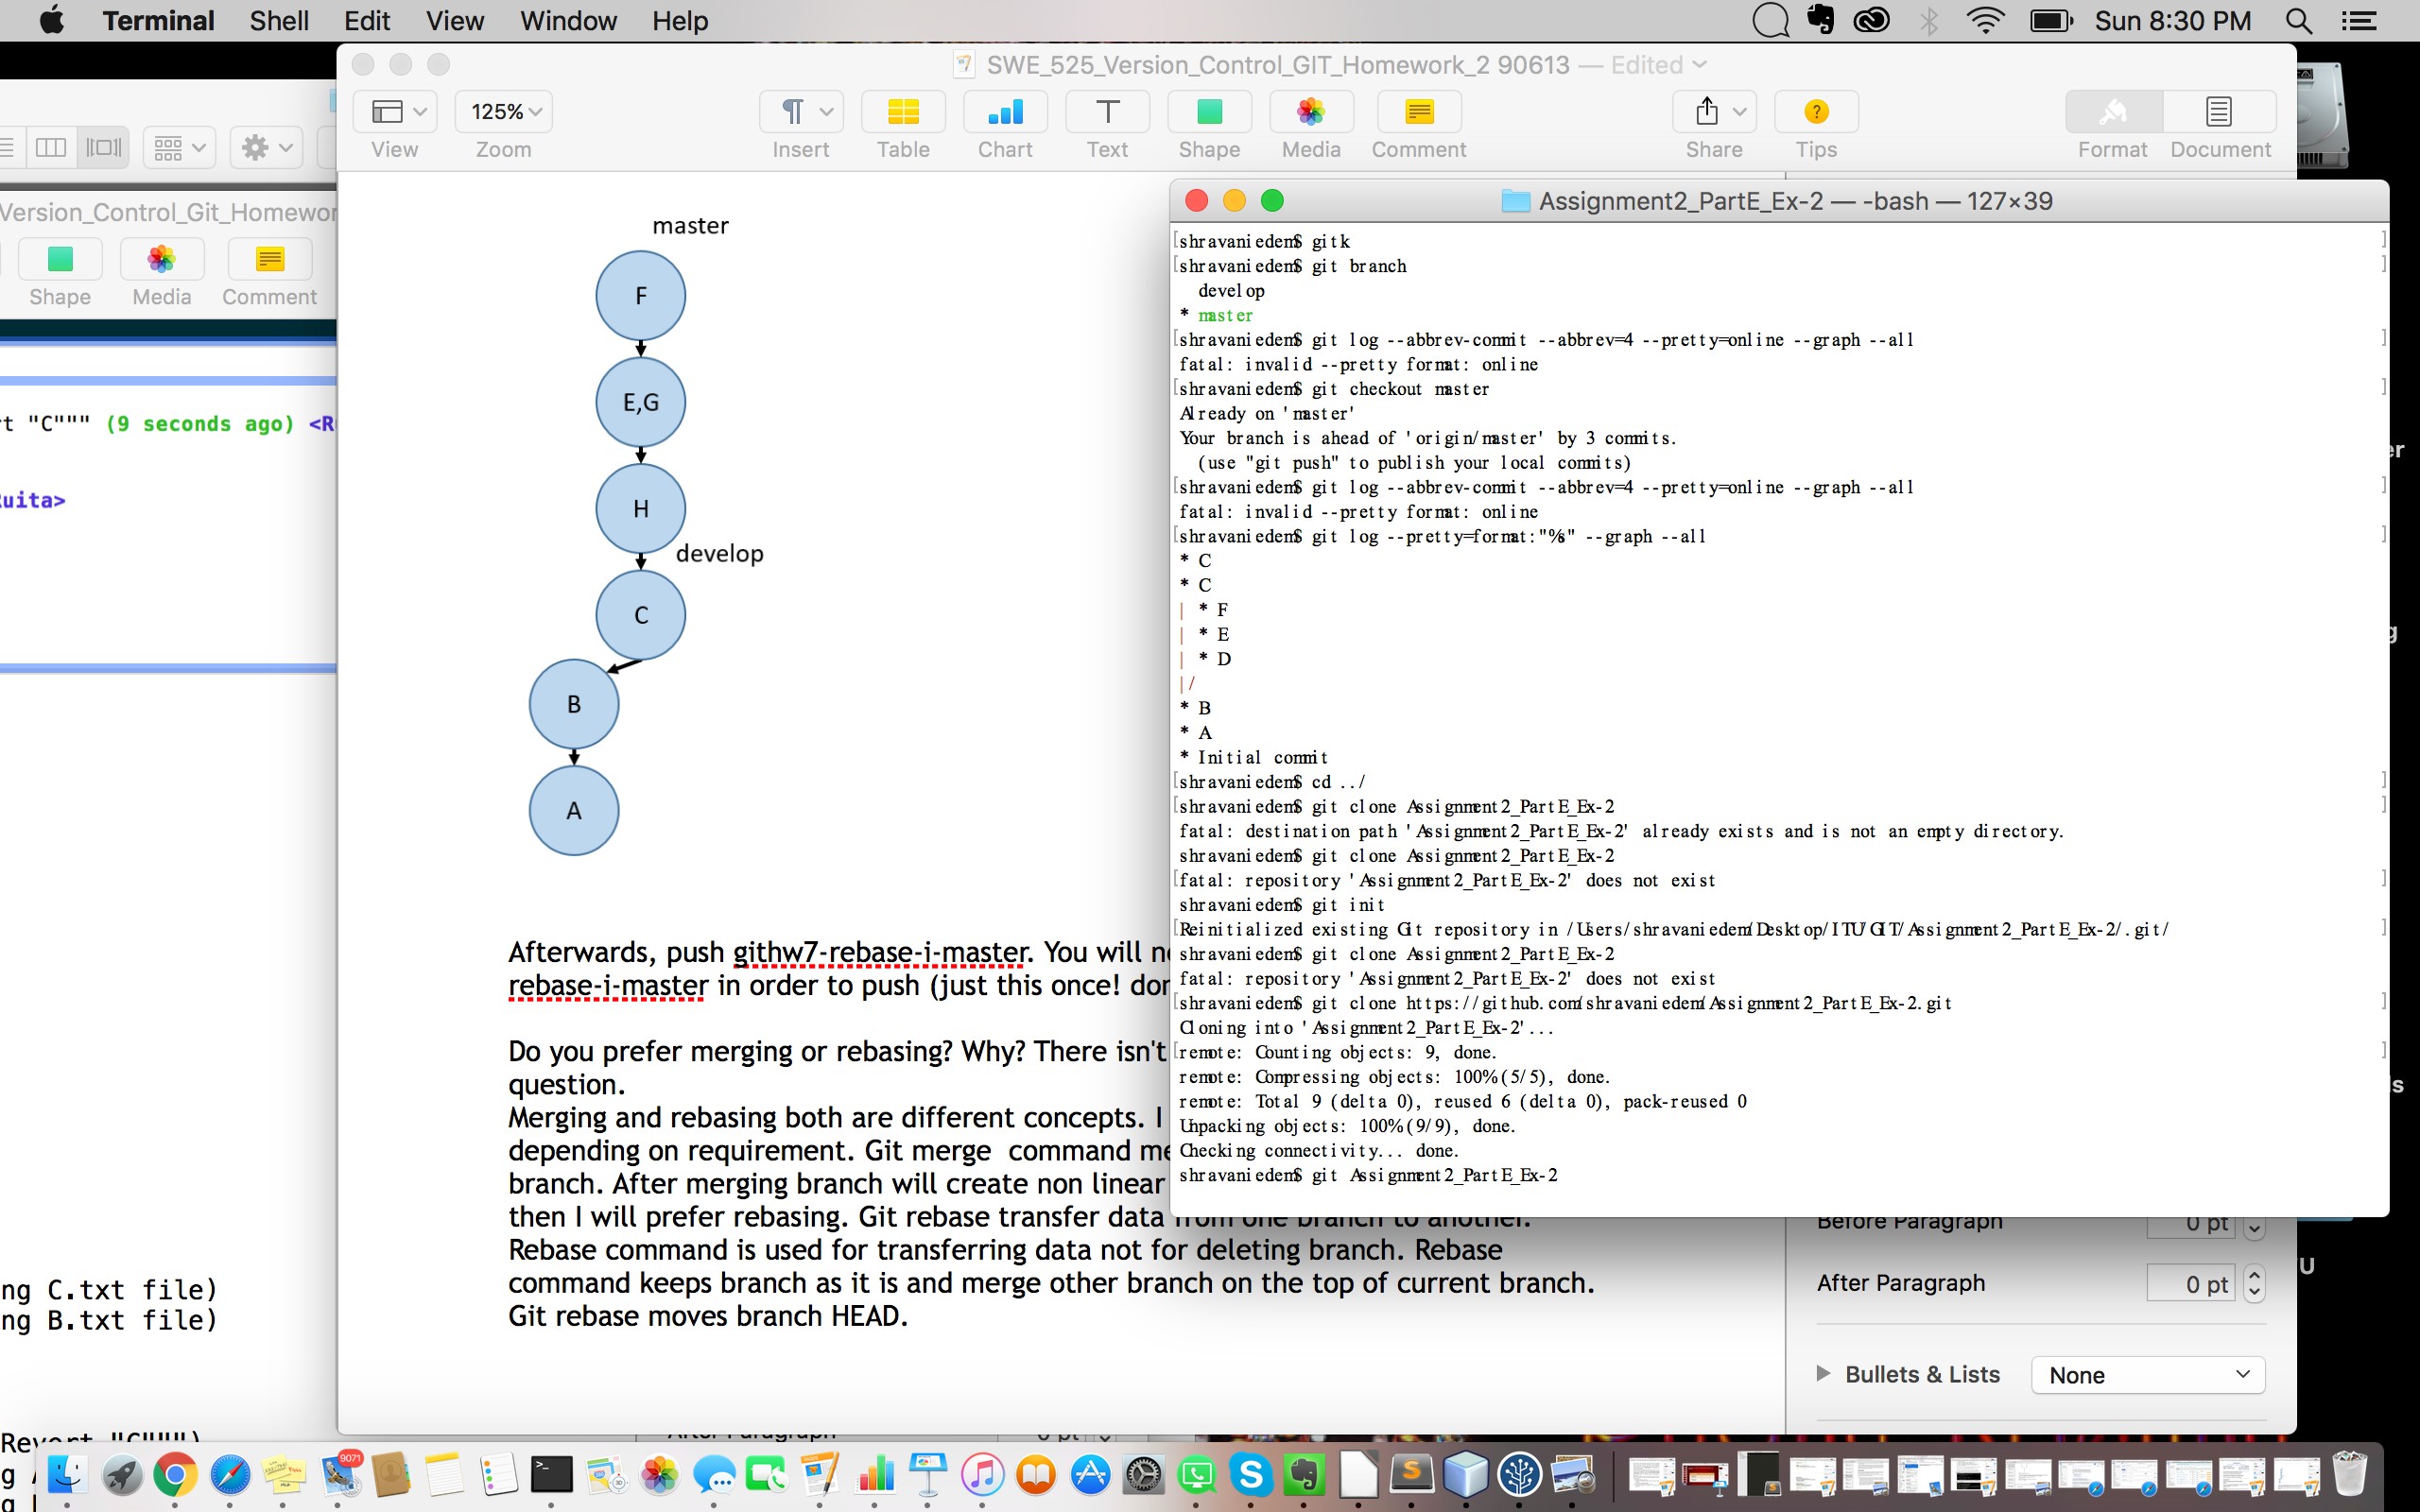 Terminal Shell Edit View Window Help
Sun 8:30 PM
SWE_525_Version_Control_GIT_Homework_2 90613 — Edited
125%
View Zoom Insert Table Chart Text Shape Media Comment Share Tips Format Document
Version_Control_Git_Homewor
Shape Media Comment
rt "C""" (9 seconds ago) <R
Ruita>
ng C.txt file)
ng B.txt file)
master
F
E,G
H
develop
C
B
A
Afterwards, push githw7-rebase-i-master. You will
rebase-i-master in order to push (just this once!
Do you prefer merging or rebasing? Why? There isn't
question.
Merging and rebasing both are different concepts. I
depending on requirement. Git merge  command
branch. After merging branch will create non linear
then I will prefer rebasing. Git rebase transfer data from one branch to another.
Rebase command is used for transferring data not for deleting branch. Rebase
command keeps branch as it is and merge other branch on the top of current branch.
Git rebase moves branch HEAD.
Assignment2_PartE_Ex-2 — -bash — 127×39
shravaniedem$ gitk
shravaniedem$ git branch
develop
* master
shravaniedem$ git log --abbrev-commit --abbrev=4 --pretty=online --graph --all
fatal: invalid --pretty format: online
shravaniedem$ git checkout master
Already on 'master'
Your branch is ahead of 'origin/master' by 3 commits.
(use "git push" to publish your local commits)
shravaniedem$ git log --abbrev-commit --abbrev=4 --pretty=online --graph --all
fatal: invalid --pretty format: online
shravaniedem$ git log --pretty=format:"%s" --graph --all
* C
* C
| * F
| * E
| * D
|/
* B
* A
* Initial commit
shravaniedem$ cd ../
shravaniedem$ git clone Assignment2_PartE_Ex-2
fatal: destination path 'Assignment2_PartE_Ex-2' already exists and is not an empty directory.
shravaniedem$ git clone Assignment2_PartE_Ex-2
fatal: repository 'Assignment2_PartE_Ex-2' does not exist
shravaniedem$ git init
Reinitialized existing Git repository in /Users/shravaniedem/Desktop/ITU/GIT/Assignment2_PartE_Ex-2/.git/
shravaniedem$ git clone Assignment2_PartE_Ex-2
fatal: repository 'Assignment2_PartE_Ex-2' does not exist
shravaniedem$ git clone https://github.com/shravaniedem/Assignment2_PartE_Ex-2.git
Cloning into 'Assignment2_PartE_Ex-2'...
remote: Counting objects: 9, done.
remote: Compressing objects: 100% (5/5), done.
remote: Total 9 (delta 0), reused 6 (delta 0), pack-reused 0
Unpacking objects: 100% (9/9), done.
Checking connectivity... done.
shravaniedem$ git Assignment2_PartE_Ex-2
Before Paragraph 0 pt
After Paragraph 0 pt
Bullets & Lists None
9071